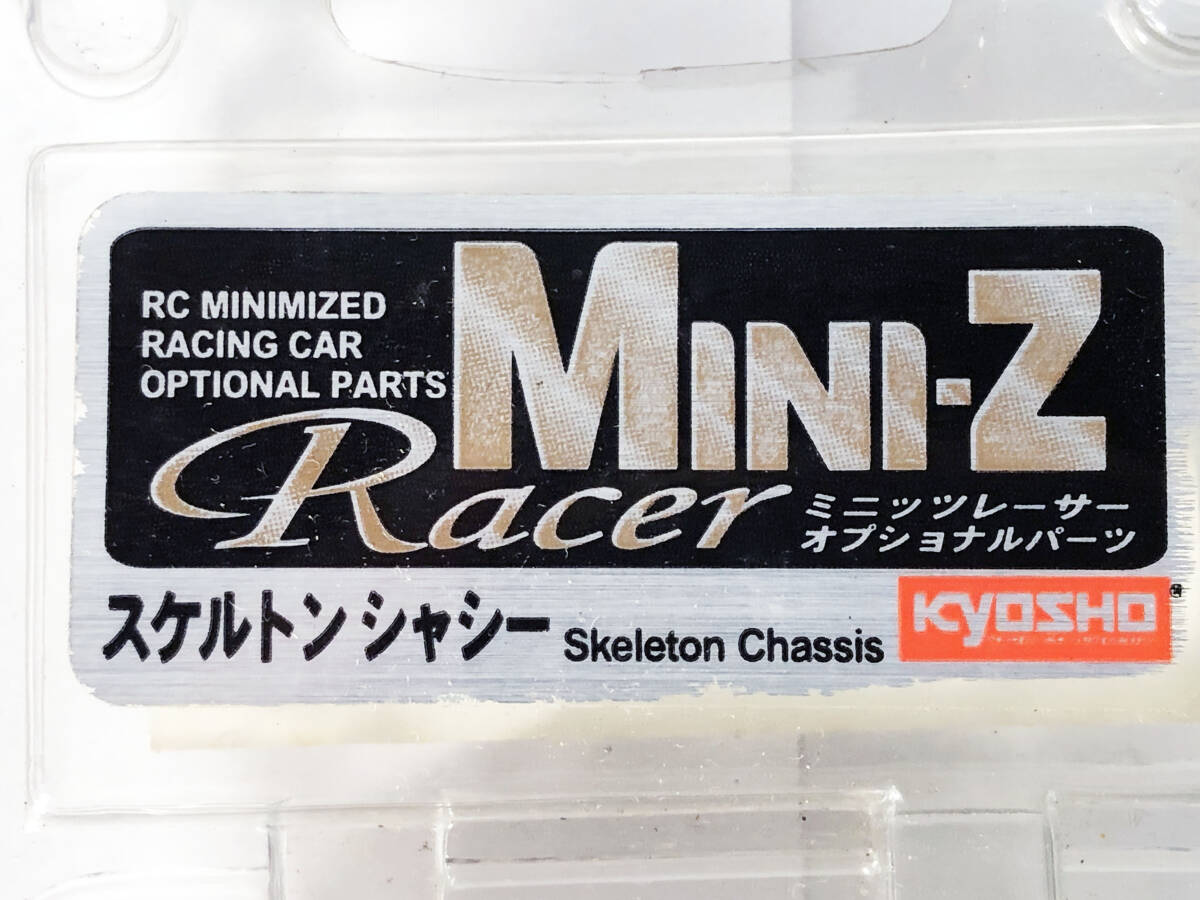 RC MINIMIZED
RACING CAR
OPTIONAL PARTS
MINI-Z
Racer
ミニッツレーサー
オプショナルパーツ
スケルトン シャシー Skeleton Chassis
KYOSHO